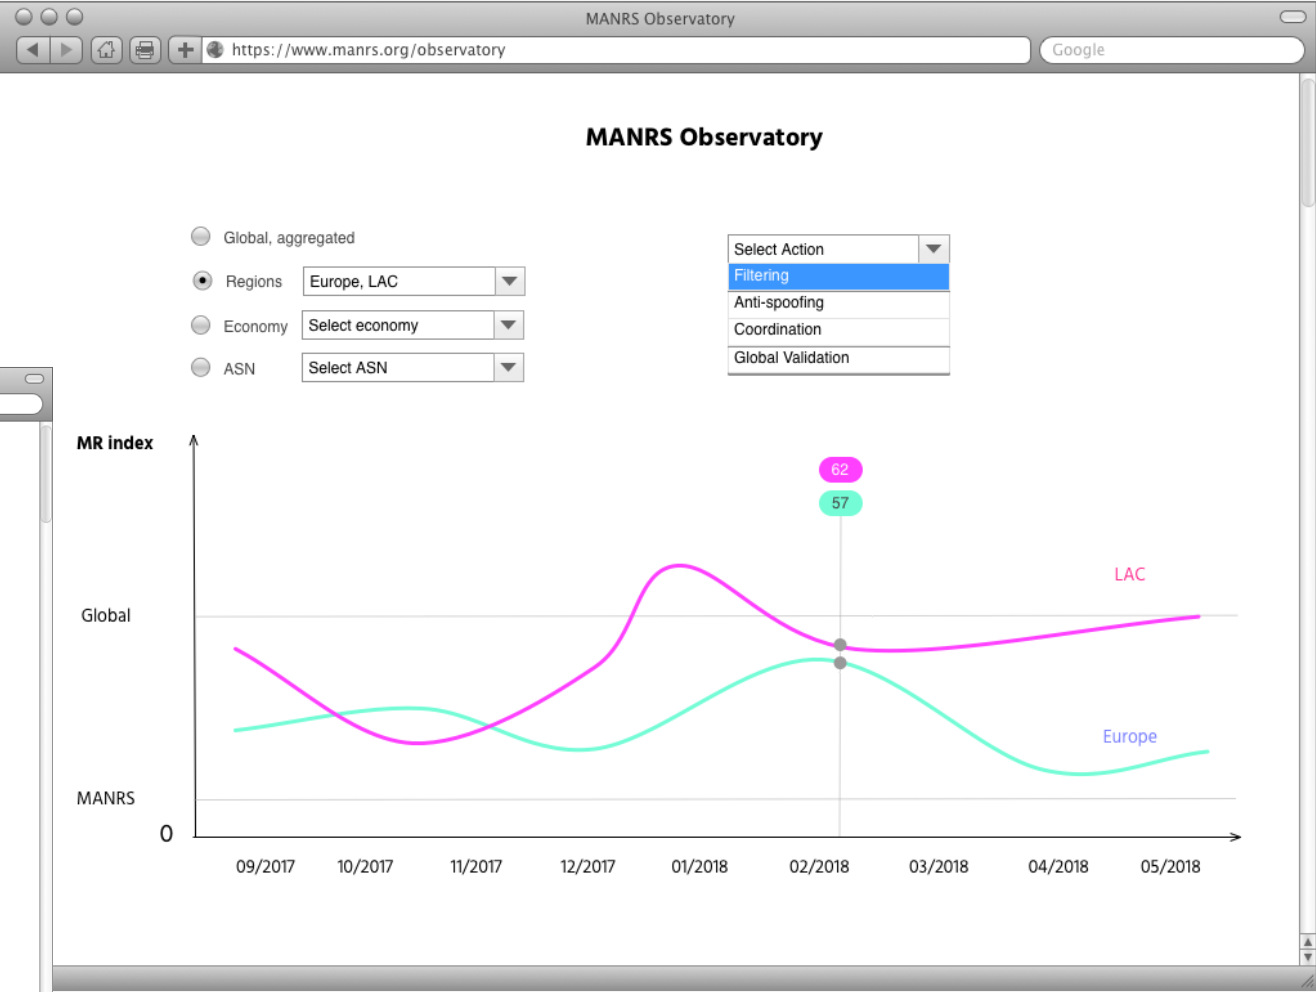 MANRS Observatory
https://www.manrs.org/observatory
Google
MANRS Observatory
Global, aggregated
Regions
Europe, LAC
Economy
Select economy
ASN
Select ASN
Select Action
Filtering
Anti-spoofing
Coordination
Global Validation
MR index
62
57
LAC
Global
Europe
MANRS
0
09/2017 10/2017 11/2017 12/2017 01/2018 02/2018 03/2018 04/2018 05/2018